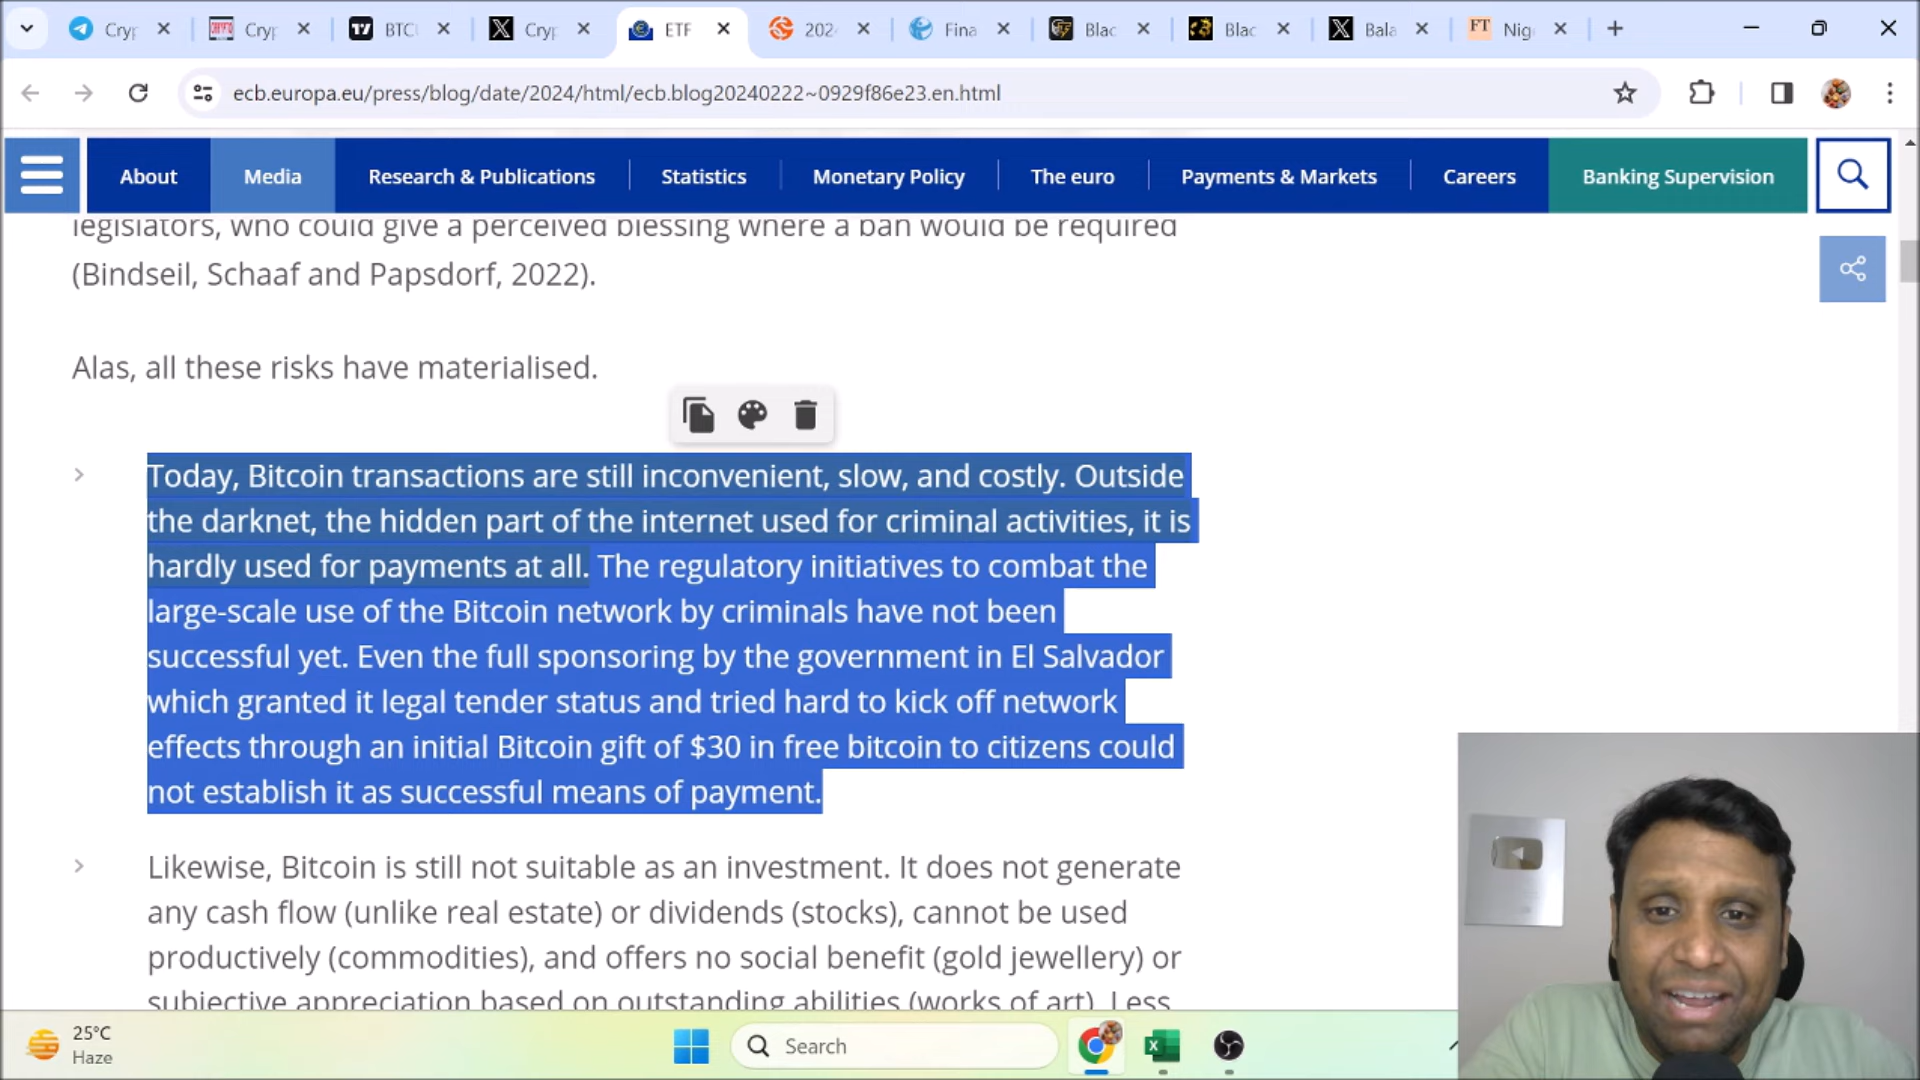 Cryp
Cryp
BTCU
Cryp
ETF
202
Fina
Blac
Blac
Bala
FT
Nig
ecb.europa.eu/press/blog/date/2024/html/ecb.blog20240222~0929f86e23.en.html
About
Media
Research & Publications
Statistics
Monetary Policy
The euro
Payments & Markets
Careers
Banking Supervision
legislators, who could give a perceived blessing where a ban would be required
(Bindseil, Schaaf and Papsdorf, 2022).
Alas, all these risks have materialised.
Today, Bitcoin transactions are still inconvenient, slow, and costly. Outside
the darknet, the hidden part of the internet used for criminal activities, it is
hardly used for payments at all. The regulatory initiatives to combat the
large-scale use of the Bitcoin network by criminals have not been
successful yet. Even the full sponsoring by the government in El Salvador
which granted it legal tender status and tried hard to kick off network
effects through an initial Bitcoin gift of $30 in free bitcoin to citizens could
not establish it as successful means of payment.
Likewise, Bitcoin is still not suitable as an investment. It does not generate
any cash flow (unlike real estate) or dividends (stocks), cannot be used
productively (commodities), and offers no social benefit (gold jewellery) or
subjective appreciation based on outstanding abilities (works of art). Less
25°C
Haze
Search